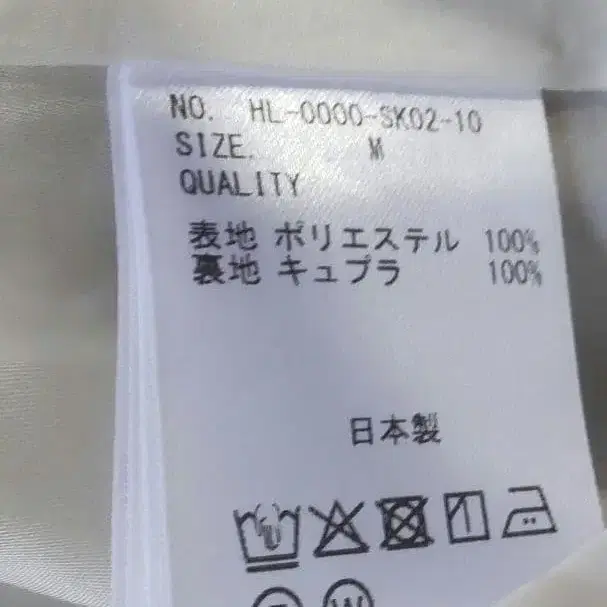 NO. HL-0000-SK02-10
SIZE. M
QUALITY
表地 ポリエステル 100%
裏地 キュプラ 100%
日本製
W